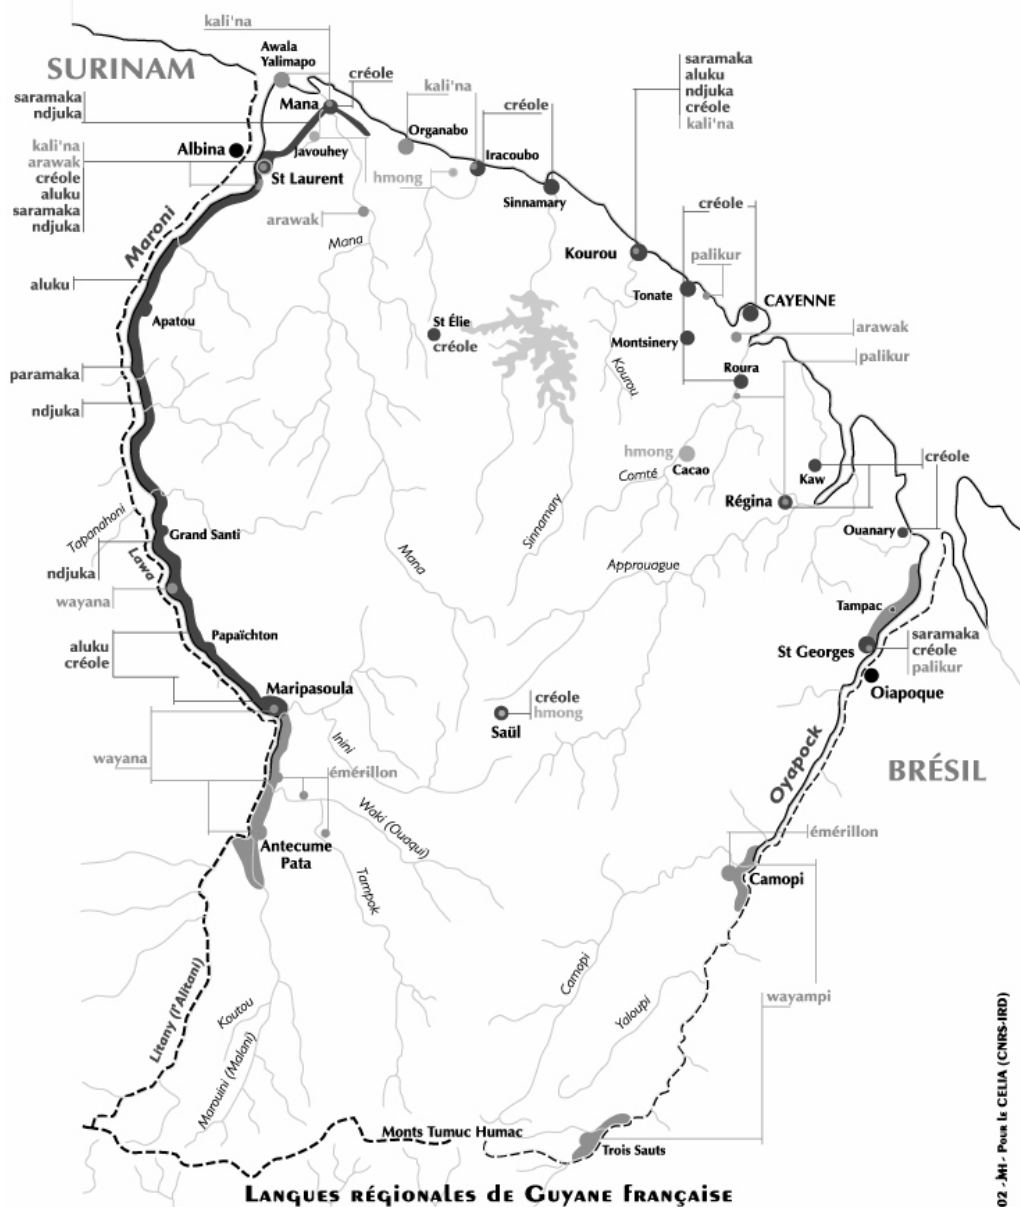 kali'na
Awala
Yalimapo
SURINAM
créole
saramaka
ndjuka
Mana
kali'na
créole
saramaka
aluku
ndjuka
créole
kali'na
Organabo
Albina
Javouhey
Iracoubo
kali'na
arawak
créole
aluku
saramaka
ndjuka
St Laurent
hmong
Sinnamary
arawak
créole
Maroni
Mana
Kourou
palikur
aluku
Tonate
CAYENNE
Apatou
St Élie
créole
Montsinery
arawak
palikur
paramaka
Kourou
Roura
ndjuka
hmong
Cacao
Comté
créole
Kaw
Régina
Tapanahoni
Grand Santi
Sinnamary
Ouanary
Mana
Lawa
ndjuka
Approuague
wayana
Tampac
Papaïchton
aluku
créole
St Georges
saramaka
créole
palikur
Maripasoula
Oiapoque
créole
hmong
Saül
Inini
Oyapock
wayana
émérillon
BRÉSIL
Waki (Ouaqui)
émérillon
Antecume
Pata
Tampok
Camopi
Camopi
wayampi
Yaloupi
Litany (l'Alitani)
Koutou
Marouini (Malani)
Monts Tumuc Humac
Trois Sauts
Langues régionales de Guyane française
02 - JMH - Pour le CELIA (CNRS-IRD)